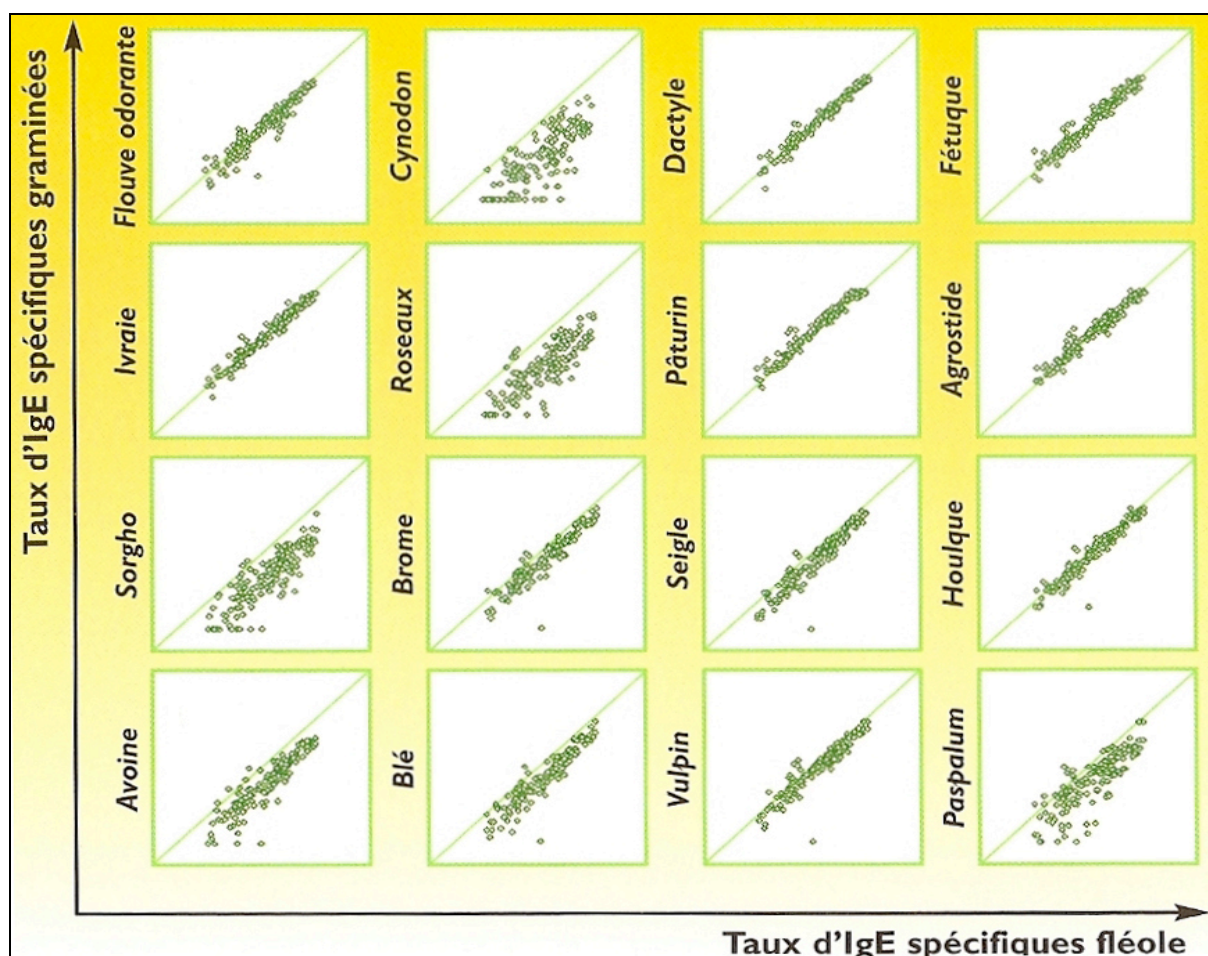 Taux d'IgE spécifiques graminées
Flouve odorante
Cynodon
Dactyle
Fétuque
Ivraie
Roseaux
Pâturin
Agrostide
Sorgho
Brome
Seigle
Houlque
Avoine
Blé
Vulpin
Paspalum
Taux d'IgE spécifiques fléole